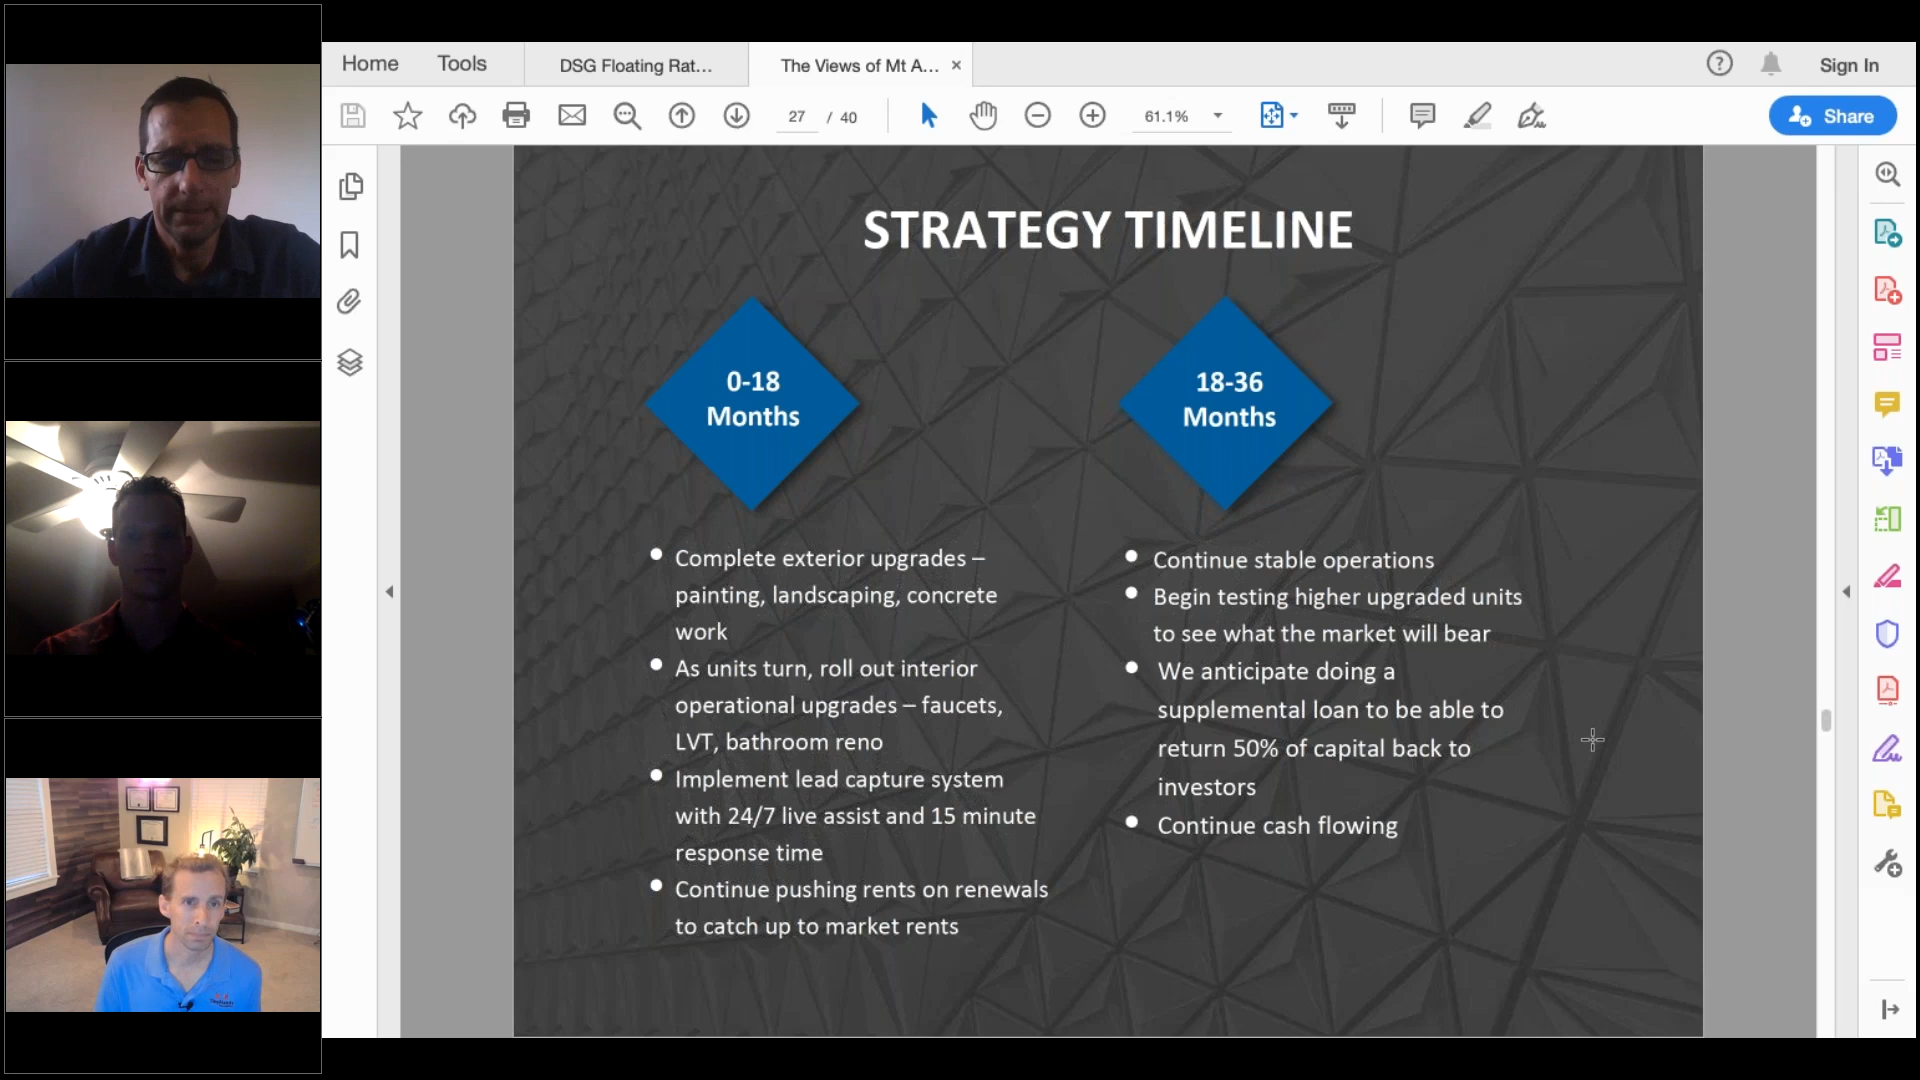 Home
Tools
DSG Floating Rat...
The Views of Mt A...
Sign In
27 / 40
61.1%
Share
STRATEGY TIMELINE
0-18
Months
Complete exterior upgrades –
painting, landscaping, concrete
work
As units turn, roll out interior
operational upgrades – faucets,
LVT, bathroom reno
Implement lead capture system
with 24/7 live assist and 15 minute
response time
Continue pushing rents on renewals
to catch up to market rents
18-36
Months
Continue stable operations
Begin testing higher upgraded units
to see what the market will bear
We anticipate doing a
supplemental loan to be able to
return 50% of capital back to
investors
Continue cash flowing